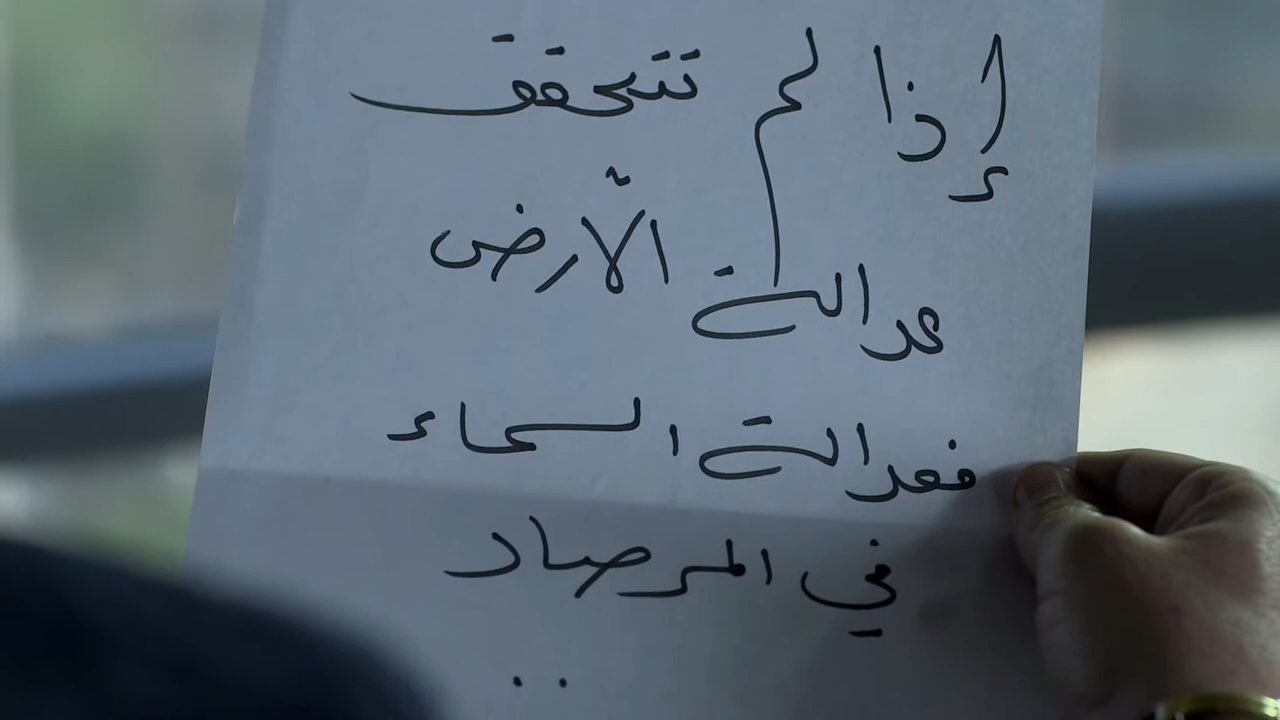 إذا لم تتحقق
عدالة الأرض
فعدالة السماء
في المرصاد
..